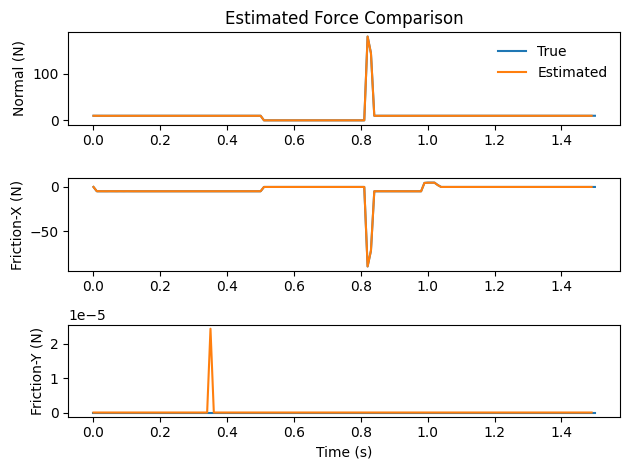 Estimated Force Comparison
Normal (N)
100
0
True
Estimated
0.0 0.2 0.4 0.6 0.8 1.0 1.2 1.4
Friction-X (N)
0
−50
0.0 0.2 0.4 0.6 0.8 1.0 1.2 1.4
1e−5
Friction-Y (N)
2
1
0
0.0 0.2 0.4 0.6 0.8 1.0 1.2 1.4
Time (s)